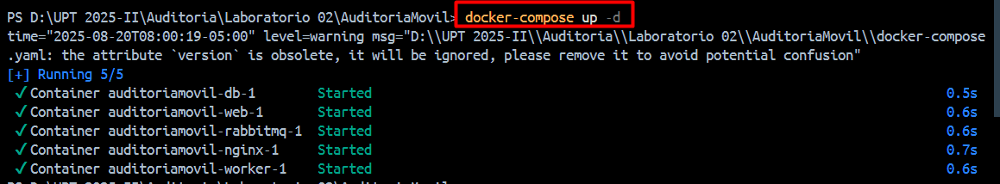 PS D:\UPT 2025-II\Auditoria\Laboratorio 02\AuditoriaMovil> docker-compose up -d
time="2025-08-20T08:00:19-05:00" level=warning msg="D:\\UPT 2025-II\\Auditoria\\Laboratorio 02\\AuditoriaMovil\\docker-compose
.yaml: the attribute `version` is obsolete, it will be ignored, please remove it to avoid potential confusion"
[+] Running 5/5
✓ Container auditoriamovil-db-1 Started 0.5s
✓ Container auditoriamovil-web-1 Started 0.6s
✓ Container auditoriamovil-rabbitmq-1 Started 0.6s
✓ Container auditoriamovil-nginx-1 Started 0.7s
✓ Container auditoriamovil-worker-1 Started 0.6s